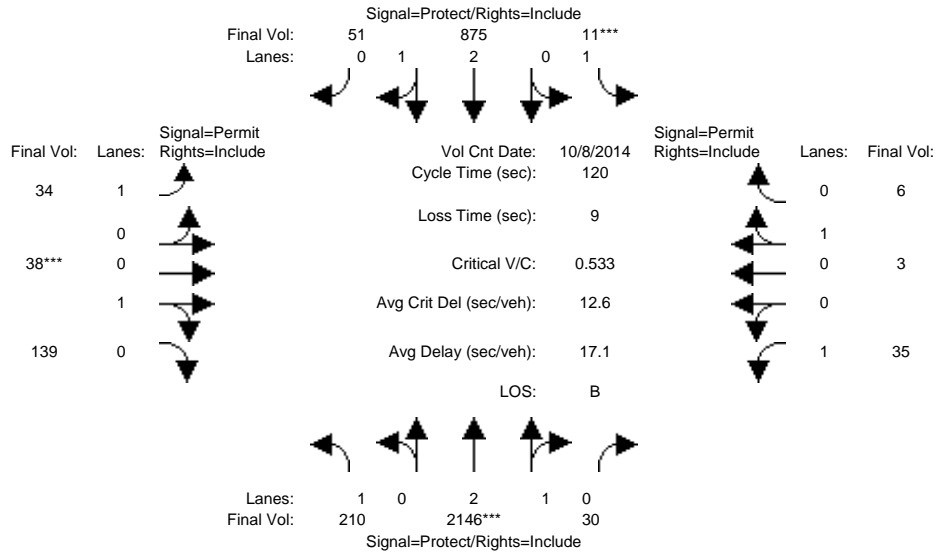 Signal=Protect/Rights=Include
Final Vol: 51 875 11***
Lanes: 0 1 2 0 1
Signal=Permit
Final Vol: Lanes: Rights=Include
Vol Cnt Date: 10/8/2014
Signal=Permit
Rights=Include Lanes: Final Vol:
Cycle Time (sec): 120
34 1
0 6
Loss Time (sec): 9
0
1
38*** 0
Critical V/C: 0.533
0 3
1
Avg Crit Del (sec/veh): 12.6
0
139 0
Avg Delay (sec/veh): 17.1
1 35
LOS: B
Lanes: 1 0 2 1 0
Final Vol: 210 2146*** 30
Signal=Protect/Rights=Include